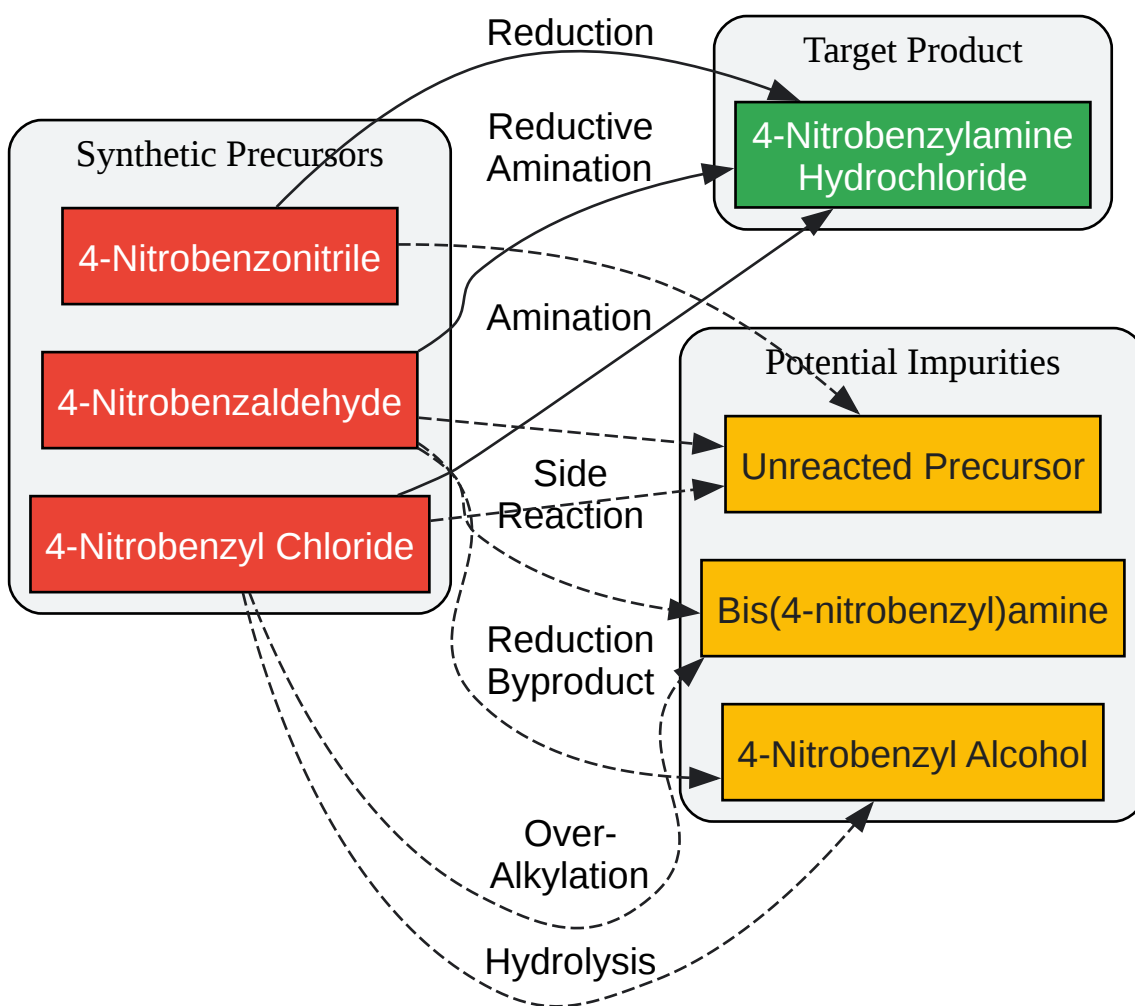 Reduction
Target Product
4-Nitrobenzylamine
Hydrochloride
Reductive
Amination
Synthetic Precursors
4-Nitrobenzonitrile
Amination
Potential Impurities
4-Nitrobenzaldehyde
Unreacted Precursor
Side
Reaction
4-Nitrobenzyl Chloride
Bis(4-nitrobenzyl)amine
Reduction
Byproduct
4-Nitrobenzyl Alcohol
Over-
Alkylation
Hydrolysis